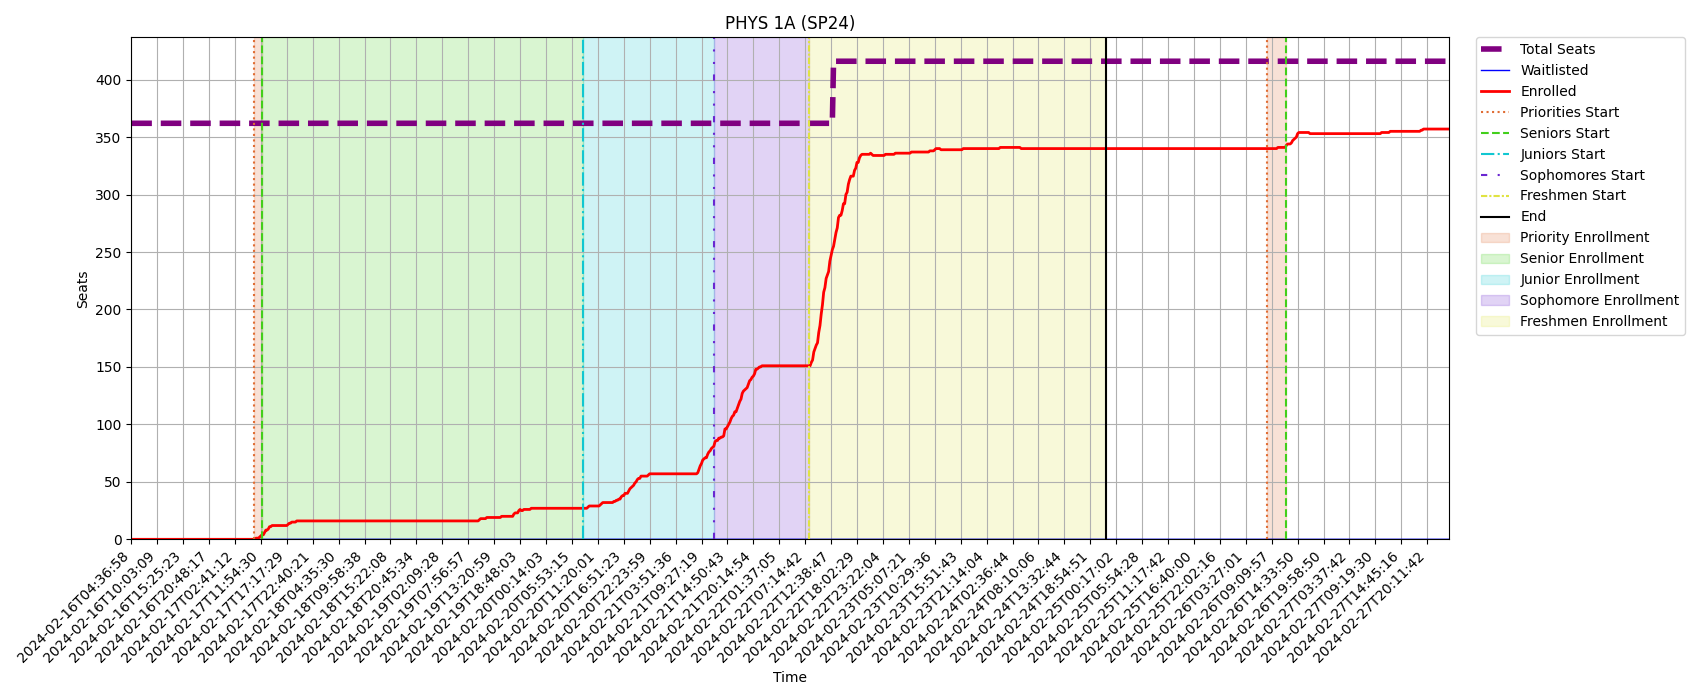 PHYS 1A (SP24)
Seats
400
350
300
250
200
150
100
50
0
2024-02-16T04:36:58
2024-02-16T10:03:09
2024-02-16T15:25:23
2024-02-16T20:48:17
2024-02-17T02:41:12
2024-02-17T11:54:30
2024-02-17T17:17:29
2024-02-17T22:40:21
2024-02-18T04:35:30
2024-02-18T09:58:38
2024-02-18T15:22:08
2024-02-18T20:45:34
2024-02-19T02:09:28
2024-02-19T07:56:57
2024-02-19T13:20:59
2024-02-19T18:48:03
2024-02-20T00:14:03
2024-02-20T05:53:15
2024-02-20T11:20:01
2024-02-20T16:51:23
2024-02-20T22:23:59
2024-02-21T03:51:36
2024-02-21T09:27:19
2024-02-21T14:50:43
2024-02-21T20:14:54
2024-02-22T01:37:05
2024-02-22T07:14:42
2024-02-22T12:38:47
2024-02-22T18:02:29
2024-02-22T23:22:04
2024-02-23T05:07:21
2024-02-23T10:29:36
2024-02-23T15:51:43
2024-02-23T21:14:04
2024-02-24T02:36:44
2024-02-24T08:10:06
2024-02-24T13:32:44
2024-02-24T18:54:51
2024-02-25T00:17:02
2024-02-25T05:54:28
2024-02-25T11:17:42
2024-02-25T16:40:00
2024-02-25T22:02:16
2024-02-26T03:27:01
2024-02-26T09:09:57
2024-02-26T14:33:50
2024-02-26T19:58:50
2024-02-27T03:37:42
2024-02-27T09:19:30
2024-02-27T14:45:16
2024-02-27T20:11:42
Time
Total Seats
Waitlisted
Enrolled
Priorities Start
Seniors Start
Juniors Start
Sophomores Start
Freshmen Start
End
Priority Enrollment
Senior Enrollment
Junior Enrollment
Sophomore Enrollment
Freshmen Enrollment